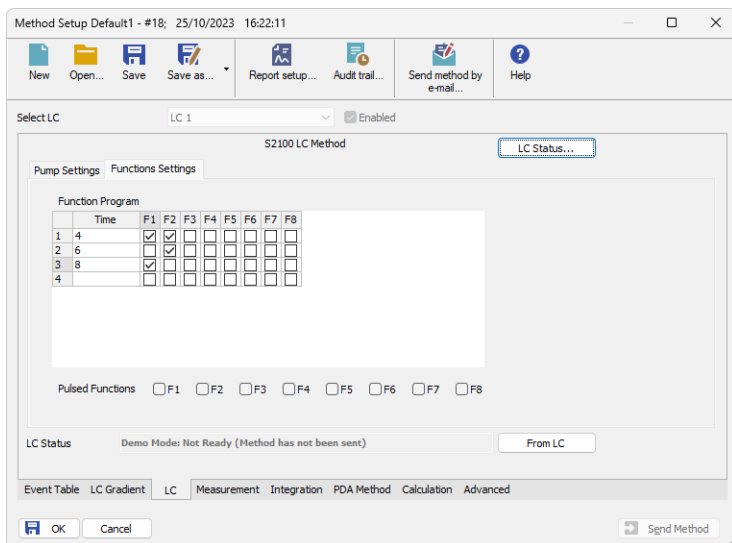 Method Setup Default1 - #18; 25/10/2023 16:22:11
New Open... Save Save as... Report setup... Audit trail... Send method by e-mail... Help
Select LC LC 1 Enabled
S2100 LC Method LC Status...
Pump Settings Functions Settings
Function Program
Time F1 F2 F3 F4 F5 F6 F7 F8
1 4
2 6
3 8
4
Pulsed Functions F1 F2 F3 F4 F5 F6 F7 F8
LC Status Demo Mode: Not Ready (Method has not been sent) From LC
Event Table LC Gradient LC Measurement Integration PDA Method Calculation Advanced
OK Cancel Send Method